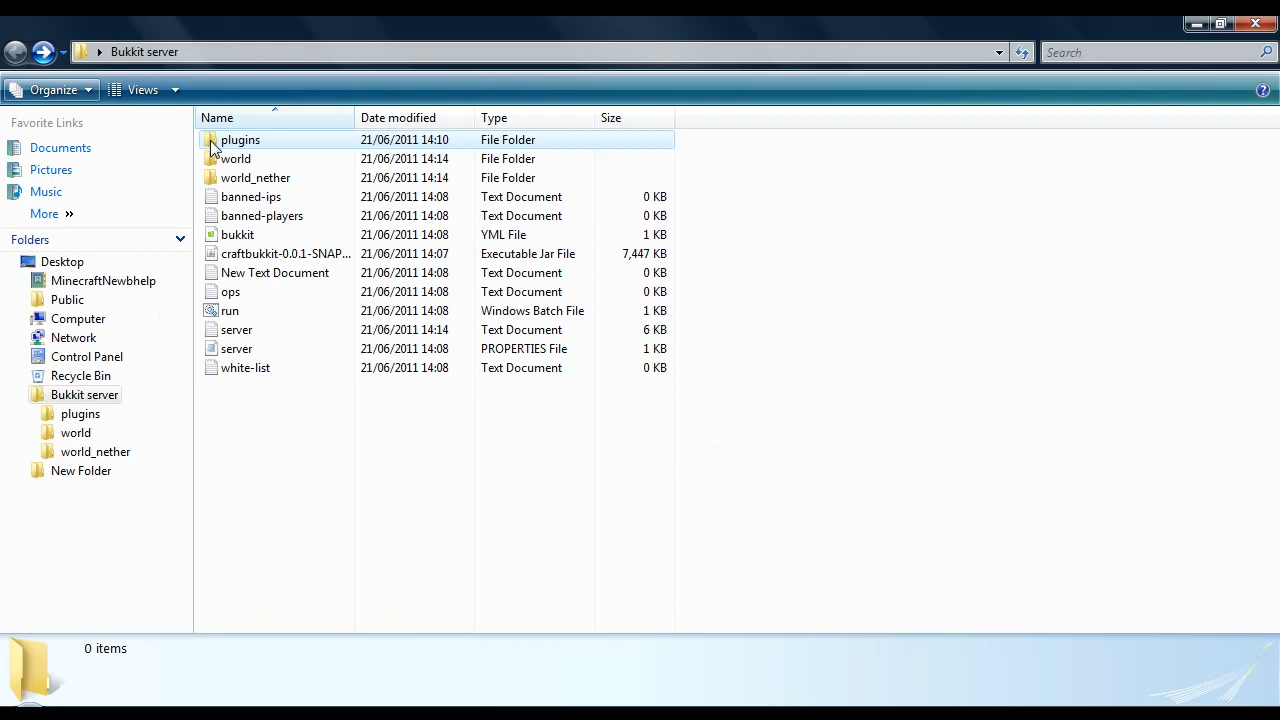 Bukkit server
Search
Organize
Views
Favorite Links
Documents
Pictures
Music
More
Folders
Desktop
MinecraftNewbhelp
Public
Computer
Network
Control Panel
Recycle Bin
Bukkit server
plugins
world
world_nether
New Folder
Name Date modified Type Size
plugins 21/06/2011 14:10 File Folder
world 21/06/2011 14:14 File Folder
world_nether 21/06/2011 14:14 File Folder
banned-ips 21/06/2011 14:08 Text Document 0 KB
banned-players 21/06/2011 14:08 Text Document 0 KB
bukkit 21/06/2011 14:08 YML File 1 KB
craftbukkit-0.0.1-SNAP... 21/06/2011 14:07 Executable Jar File 7,447 KB
New Text Document 21/06/2011 14:08 Text Document 0 KB
ops 21/06/2011 14:08 Text Document 0 KB
run 21/06/2011 14:08 Windows Batch File 1 KB
server 21/06/2011 14:14 Text Document 6 KB
server 21/06/2011 14:08 PROPERTIES File 1 KB
white-list 21/06/2011 14:08 Text Document 0 KB
0 items